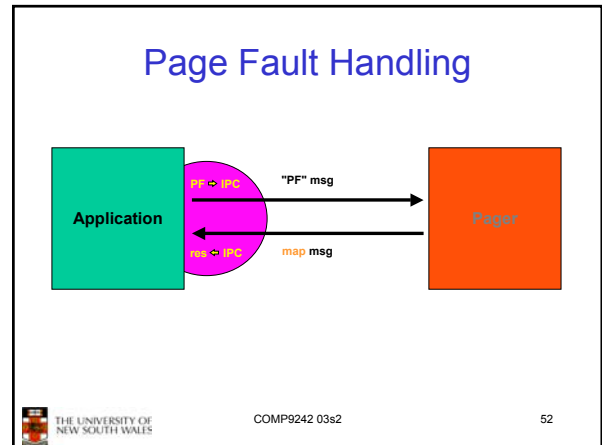 Page Fault Handling
PF ⇨ IPC
"PF" msg
Application
Pager
res ⇦ IPC
map msg
THE UNIVERSITY OF
NEW SOUTH WALES
COMP9242 03s2
52